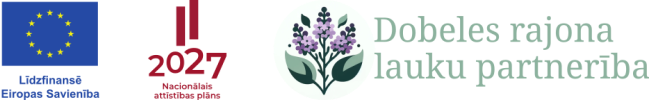 Līdzfinansē
Eiropas Savienība
2027
Nacionālais
attīstības plāns
Dobeles rajona
lauku partnerība